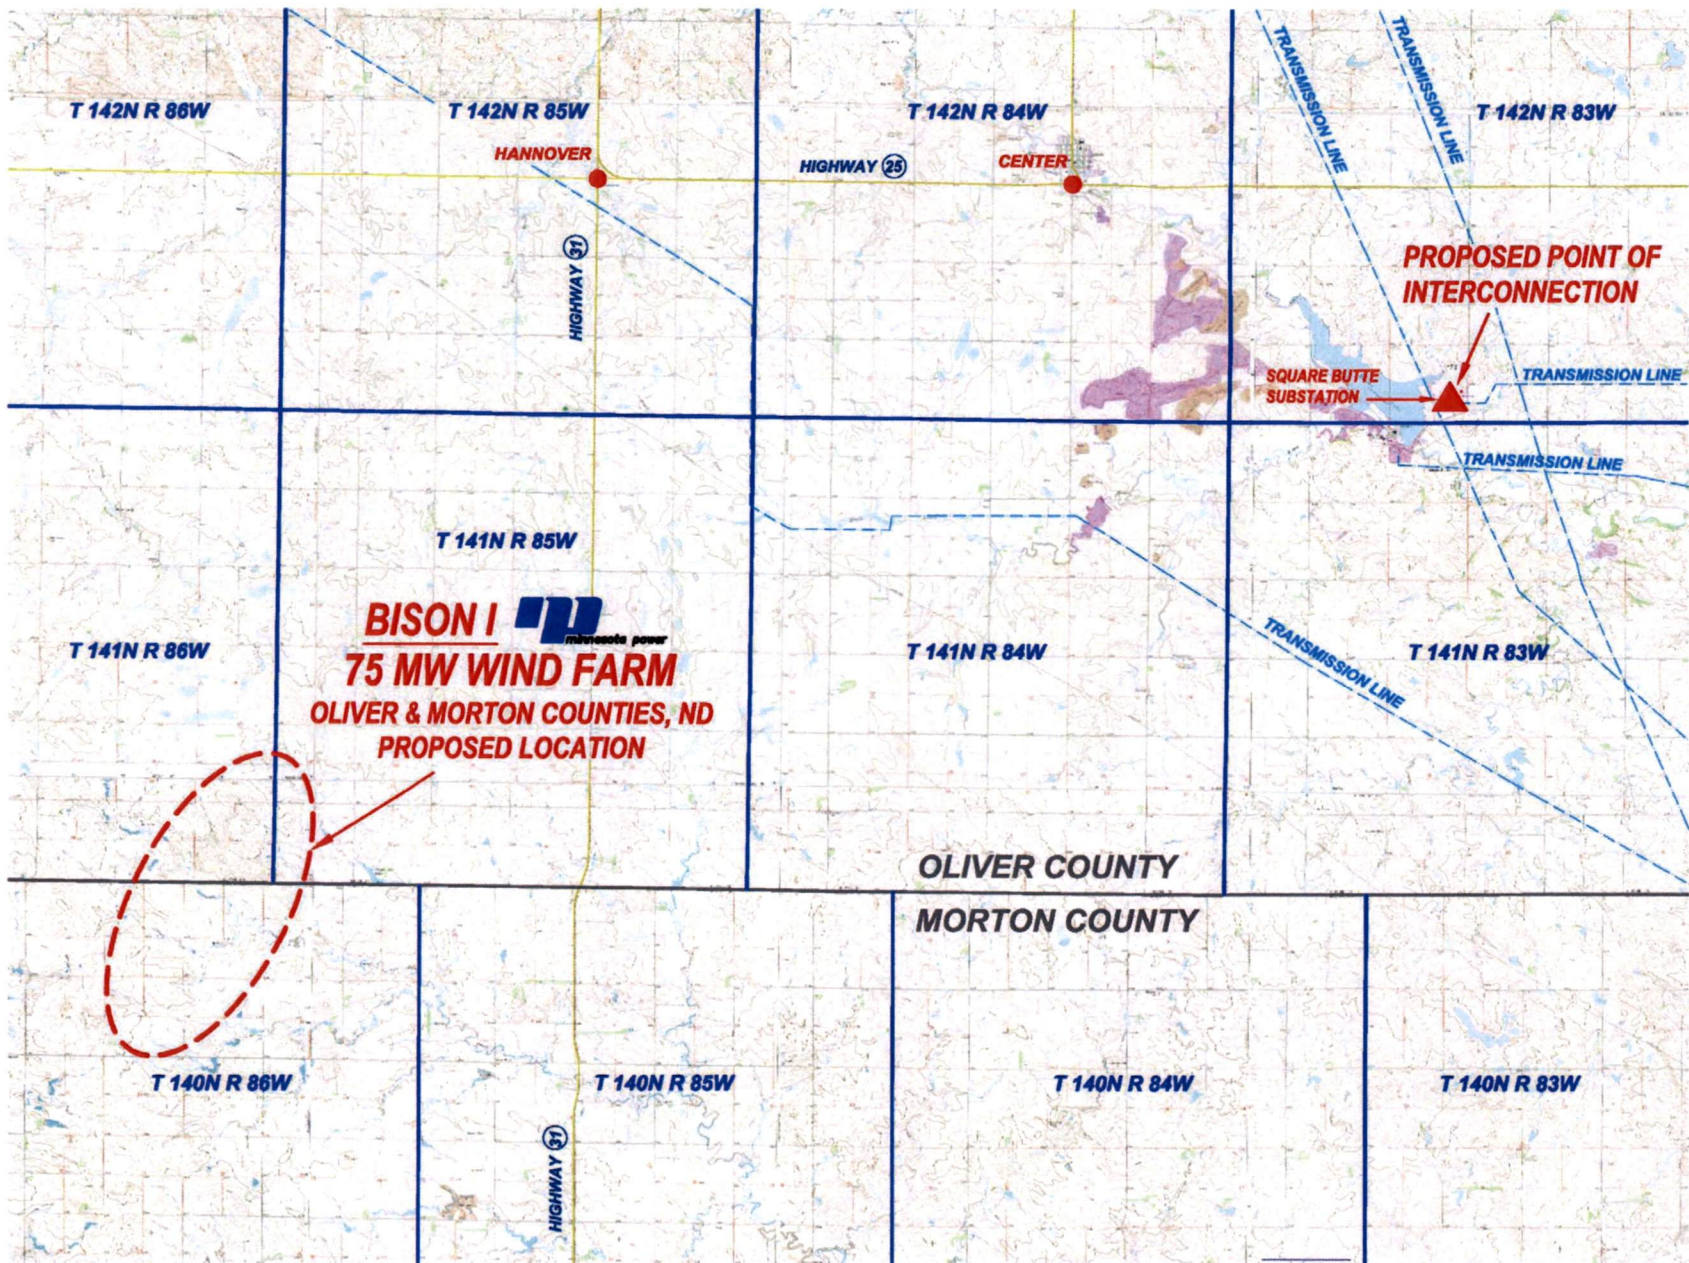 T 142N R 86W
T 142N R 85W
T 142N R 84W
T 142N R 83W
TRANSMISSION LINE
TRANSMISSION LINE
HANNOVER
HIGHWAY 25
CENTER
HIGHWAY 31
PROPOSED POINT OF
INTERCONNECTION
SQUARE BUTTE
SUBSTATION
TRANSMISSION LINE
TRANSMISSION LINE
T 141N R 85W
BISON I
minnesota power
75 MW WIND FARM
OLIVER & MORTON COUNTIES, ND
PROPOSED LOCATION
T 141N R 86W
T 141N R 84W
TRANSMISSION LINE
T 141N R 83W
OLIVER COUNTY
MORTON COUNTY
T 140N R 86W
T 140N R 85W
T 140N R 84W
T 140N R 83W
HIGHWAY 31